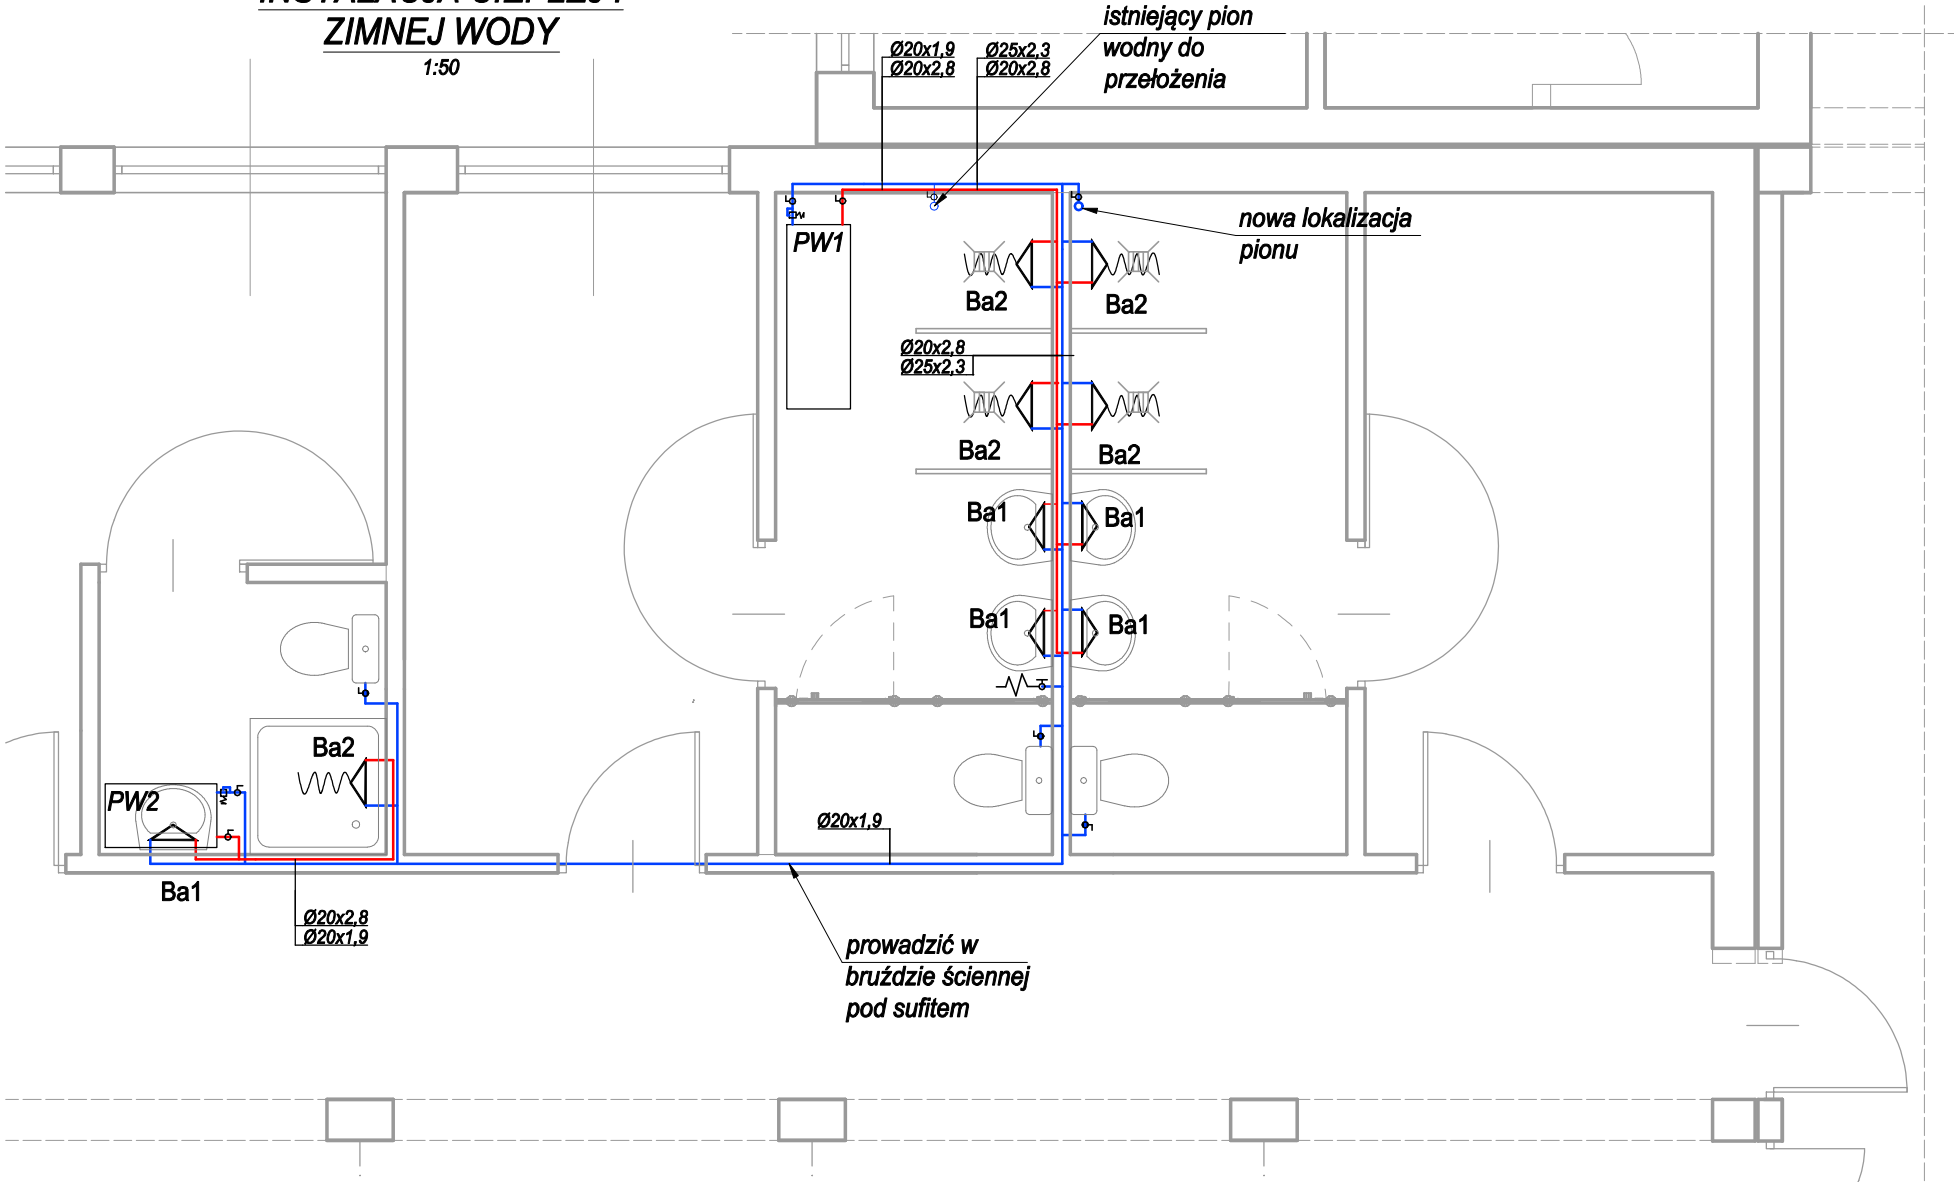 ZIMNEJ WODY
1:50
Ø20x1,9
Ø20x2,8
Ø25x2,3
Ø20x2,8
istniejący pion
wodny do
przełożenia
nowa lokalizacja
pionu
PW1
Ba2
Ba2
Ø20x2,8
Ø25x2,3
Ba2
Ba2
Ba1
Ba1
Ba1
Ba1
Ba2
PW2
Ba1
Ø20x2,8
Ø20x1,9
Ø20x1,9
prowadzić w
bruździe ściennej
pod sufitem